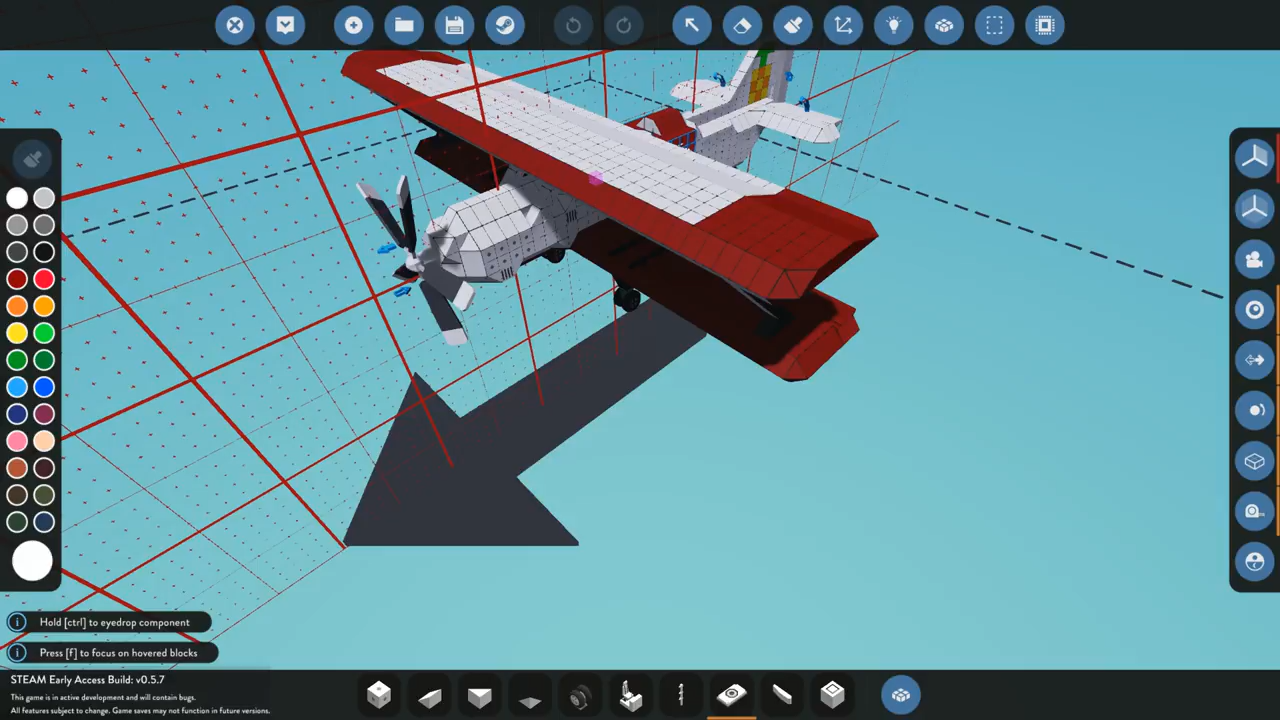 Hold [ctrl] to eyedrop component
Press [f] to focus on hovered blocks
STEAM Early Access Build: v0.5.7
This game is in active development and will contain bugs.
All features subject to change. Game saves may not function in future versions.